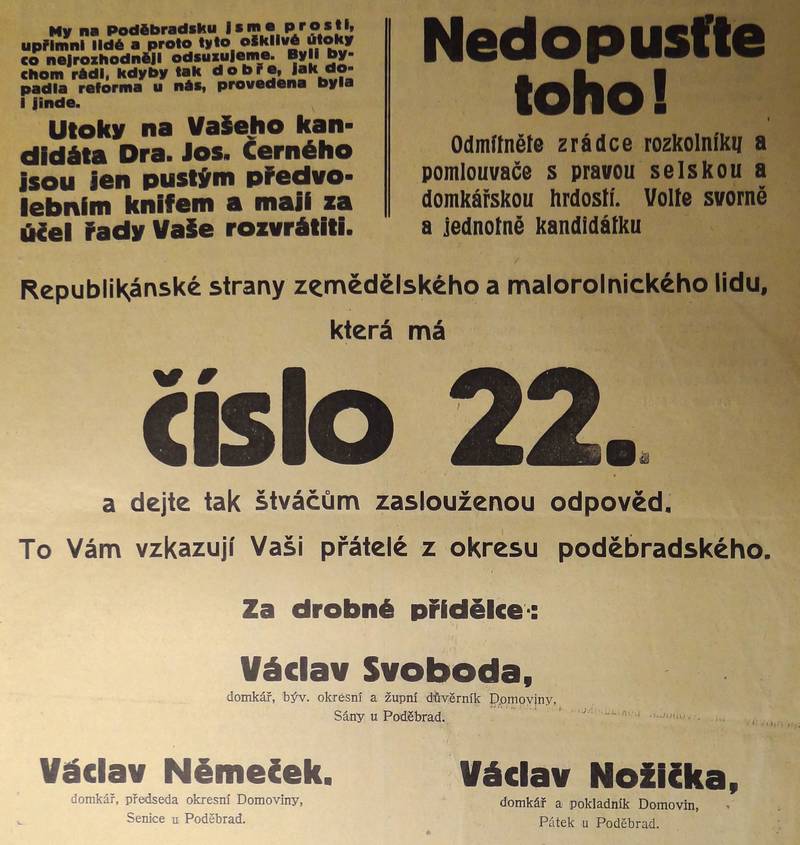 My na Poděbradsku jsme prostí,
upřímní lidé a proto tyto ošklivé útoky
co nejrozhodněji odsuzujeme. Byli by-
chom rádi, kdyby tak dobře, jak do-
padla reforma u nás, provedena byla
i jinde.
Utoky na Vašeho kan-
didáta Dra. Jos. Černého
jsou jen pustým předvo-
lebním knifem a mají za
účel řady Vaše rozvrátiti.
Nedopusťte
toho!
Odmítněte zrádce rozkolníky a
pomlouvače s pravou selskou a
domkářskou hrdostí. Volte svorně
a jednotně kandidátku
Republikánské strany zemědělského a malorolnického lidu,
která má
číslo 22.
a dejte tak štváčům zaslouženou odpověd.
To Vám vzkazují Vaši přátelé z okresu poděbradského.
Za drobné přídělce:
Václav Svoboda,
domkář, býv. okresní a župní důvěrník Domoviny,
Sány u Poděbrad.
Václav Němeček.
domkář, předseda okresní Domoviny,
Senice u Poděbrad.
Václav Nožička,
domkář a pokladník Domovin,
Pátek u Poděbrad.